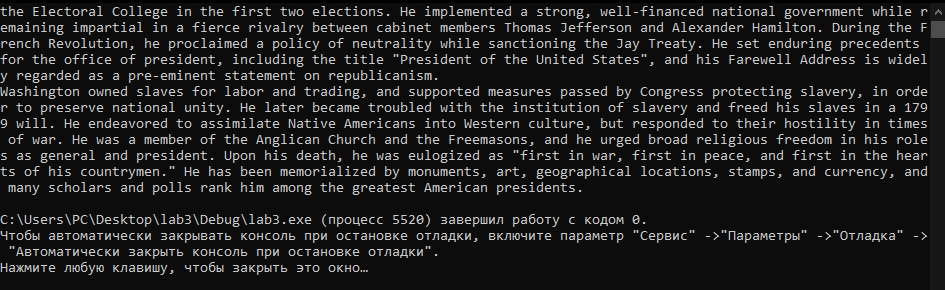 the Electoral College in the first two elections. He implemented a strong, well-financed national government while r
emaining impartial in a fierce rivalry between cabinet members Thomas Jefferson and Alexander Hamilton. During the F
rench Revolution, he proclaimed a policy of neutrality while sanctioning the Jay Treaty. He set enduring precedents
for the office of president, including the title "President of the United States", and his Farewell Address is widel
y regarded as a pre-eminent statement on republicanism.
Washington owned slaves for labor and trading, and supported measures passed by Congress protecting slavery, in orde
r to preserve national unity. He later became troubled with the institution of slavery and freed his slaves in a 179
9 will. He endeavored to assimilate Native Americans into Western culture, but responded to their hostility in times
of war. He was a member of the Anglican Church and the Freemasons, and he urged broad religious freedom in his role
s as general and president. Upon his death, he was eulogized as "first in war, first in peace, and first in the hear
ts of his countrymen." He has been memorialized by monuments, art, geographical locations, stamps, and currency, and
many scholars and polls rank him among the greatest American presidents.
C:\Users\PC\Desktop\lab3\Debug\lab3.exe (процесс 5520) завершил работу с кодом 0.
Чтобы автоматически закрывать консоль при остановке отладки, включите параметр "Сервис" ->"Параметры" ->"Отладка" ->
"Автоматически закрыть консоль при остановке отладки".
Нажмите любую клавишу, чтобы закрыть это окно…